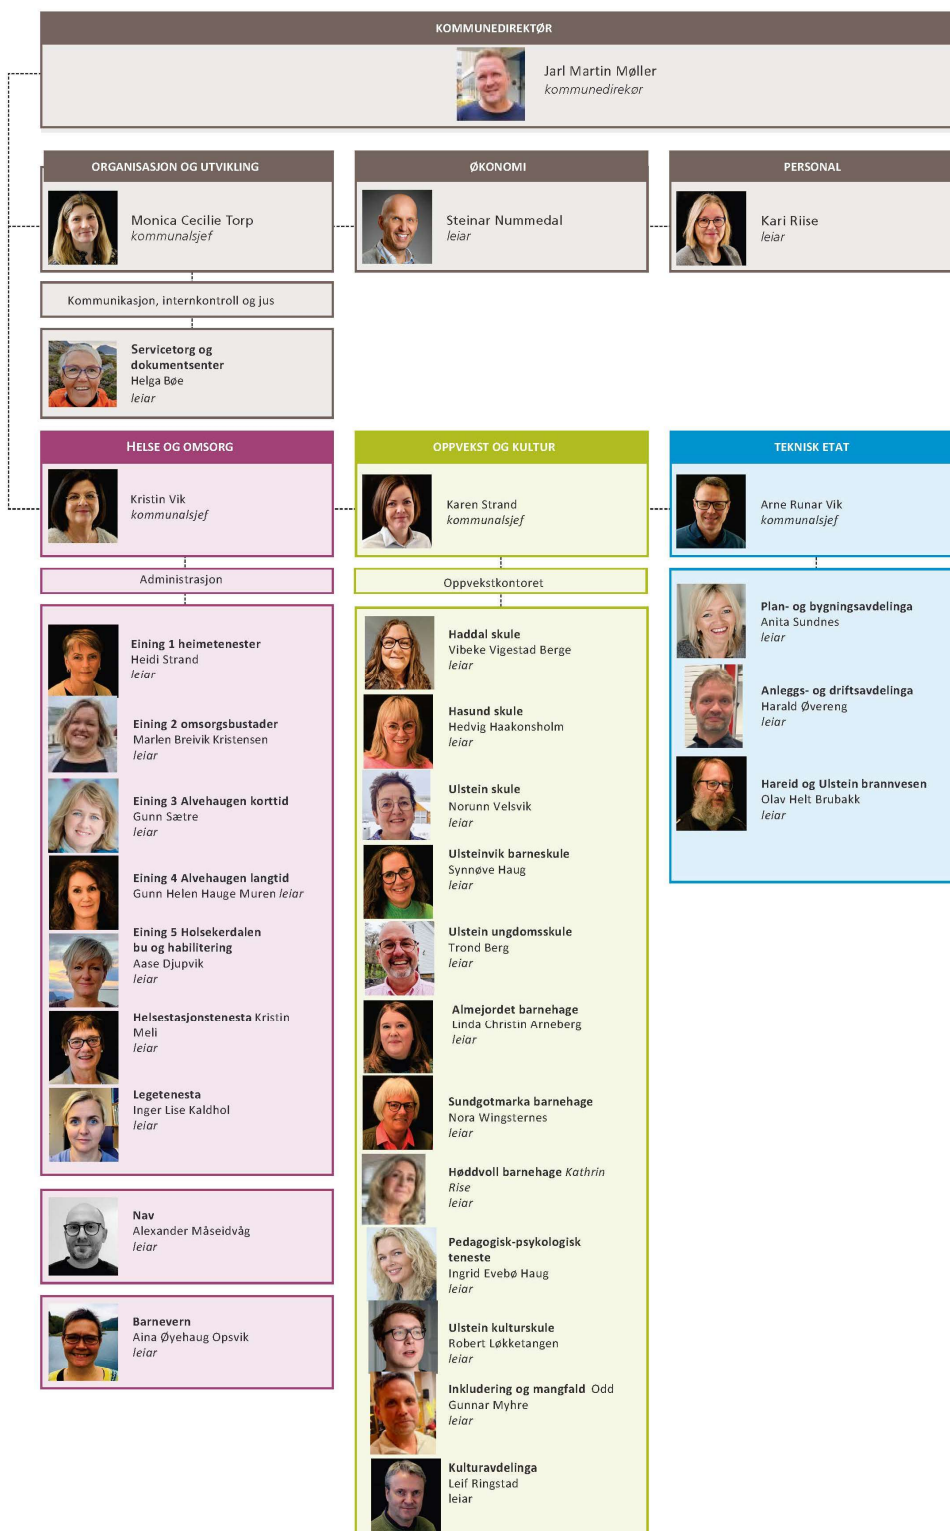 KOMMUNEDIREKTØR
Jarl Martin Møller
kommunedirekør
ORGANISASJON OG UTVIKLING
Monica Cecilie Torp
kommunalsjef
ØKONOMI
Steinar Nummedal
leiar
PERSONAL
Kari Riise
leiar
Kommunikasjon, internkontroll og jus
Servicetorg og
dokumentsenter
Helga Bøe
leiar
HELSE OG OMSORG
Kristin Vik
kommunalsjef
Administrasjon
Eining 1 heimetenester
Heidi Strand
leiar
Eining 2 omsorgsbustader
Marlen Breivik Kristensen
leiar
Eining 3 Alvehaugen korttid
Gunn Sætre
leiar
Eining 4 Alvehaugen langtid
Gunn Helen Hauge Muren leiar
Eining 5 Holsekerdalen
bu og habilitering
Aase Djupvik
leiar
Helsestasjonstenesta Kristin
Meli
leiar
Legetenesta
Inger Lise Kaldhol
leiar
Nav
Alexander Måseidvåg
leiar
Barnevern
Aina Øyehaug Opsvik
leiar
OPPVEKST OG KULTUR
Karen Strand
kommunalsjef
Oppvekstkontoret
Haddal skule
Vibeke Vigestad Berge
leiar
Hasund skule
Hedvig Haakonsholm
leiar
Ulstein skule
Norunn Velsvik
leiar
Ulsteinvik barneskule
Synnøve Haug
leiar
Ulstein ungdomsskule
Trond Berg
leiar
Almejordet barnehage
Linda Christin Arneberg
leiar
Sundgotmarka barnehage
Nora Wingsternes
leiar
Høddvoll barnehage Kathrin
Rise
leiar
Pedagogisk-psykologisk
teneste
Ingrid Evebø Haug
leiar
Ulstein kulturskule
Robert Løkketangen
leiar
Inkludering og mangfald Odd
Gunnar Myhre
leiar
Kulturavdelinga
Leif Ringstad
leiar
TEKNISK ETAT
Arne Runar Vik
kommunalsjef
Plan- og bygningsavdelinga
Anita Sundnes
leiar
Anleggs- og driftsavdelinga
Harald Øvereng
leiar
Hareid og Ulstein brannvesen
Olav Helt Brubakk
leiar